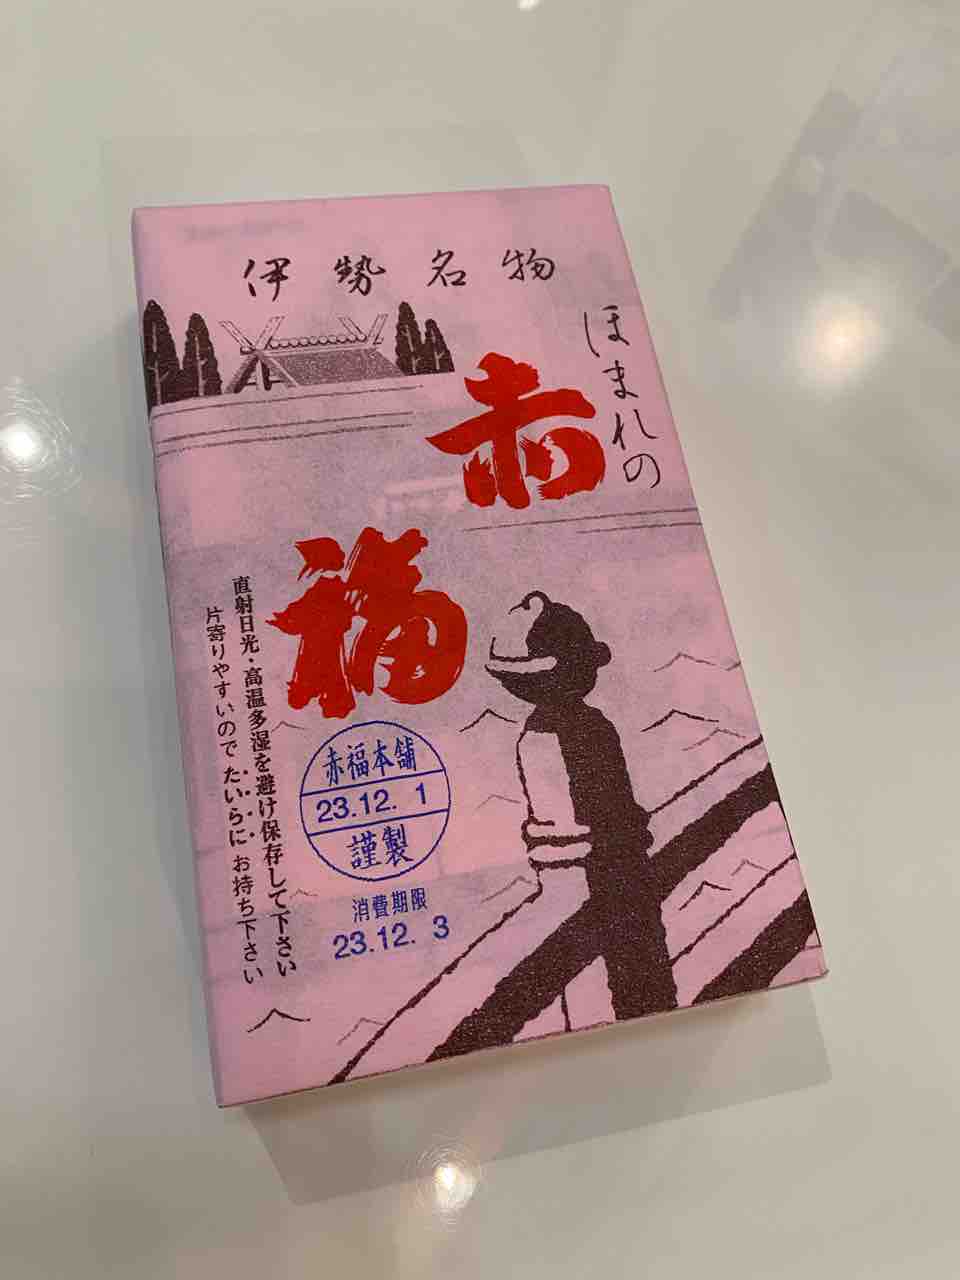 伊勢名物
ほまれの
赤福
直射日光・高温多湿を避け保存して下さい
片寄りやすいのでたいらにお持ち下さい
赤福本舗
23.12. 1
謹製
消費期限
23.12. 3